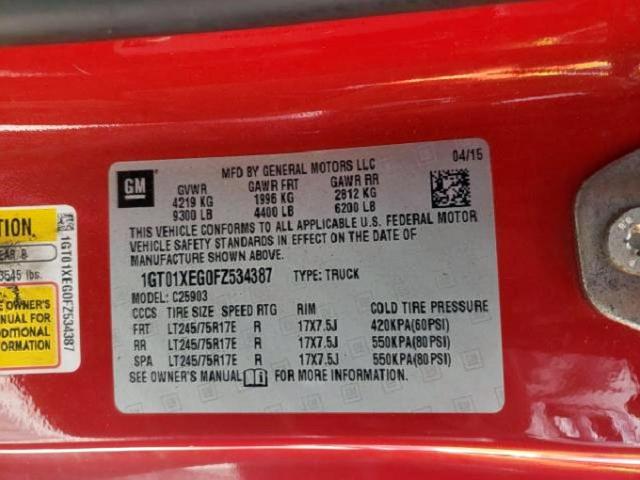 GM
MFD BY GENERAL MOTORS LLC
04/15
GVWR GAWR FRT GAWR RR
4219 KG 1996 KG 2812 KG
9300 LB 4400 LB 6200 LB
THIS VEHICLE CONFORMS TO ALL APPLICABLE U.S. FEDERAL MOTOR
VEHICLE SAFETY STANDARDS IN EFFECT ON THE DATE OF
MANUFACTURE SHOWN ABOVE.
1GT01XEG0FZ534387 TYPE: TRUCK
MODEL: C25903
CCCS TIRE SIZE SPEED RTG RIM COLD TIRE PRESSURE
FRT LT245/75R17E R 17X7.5J 420KPA(60PSI)
RR LT245/75R17E R 17X7.5J 550KPA(80PSI)
SPA LT245/75R17E R 17X7.5J 550KPA(80PSI)
SEE OWNER'S MANUAL FOR MORE INFORMATION.
1GT01XEG0FZ534387
lbs.
OWNER'S
FOR